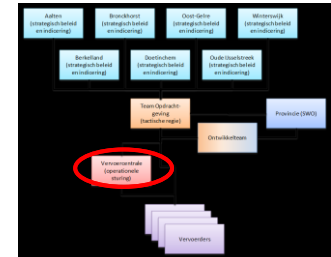 Aalten
(strategisch beleid
en indicering)
Bronckhorst
(strategisch beleid
en indicering)
Oost-Gelre
(strategisch beleid
en indicering)
Winterswijk
(strategisch beleid
en indicering)
Berkelland
(strategisch beleid
en indicering)
Doetinchem
(strategisch beleid
en indicering)
Oude IJsselstreek
(strategisch beleid
en indicering)
Team Opdracht-
geving
(tactische regie)
Provincie (SWO)
Ontwikkelteam
Vervoerscentrale
(operationele
sturing)
Vervoerders